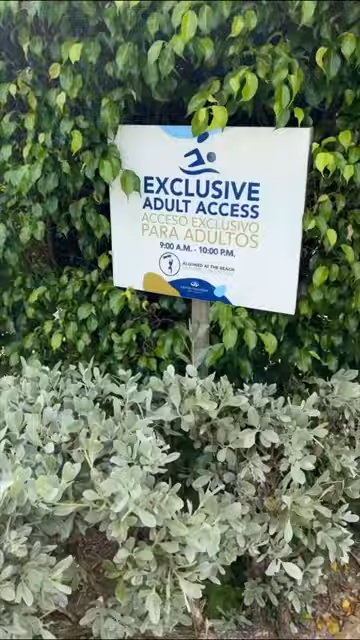 EXCLUSIVE
ADULT ACCESS
ACCESO EXCLUSIVO
PARA ADULTOS
9:00 A.M. - 10:00 P.M.
ALLOWED AT THE BEACH